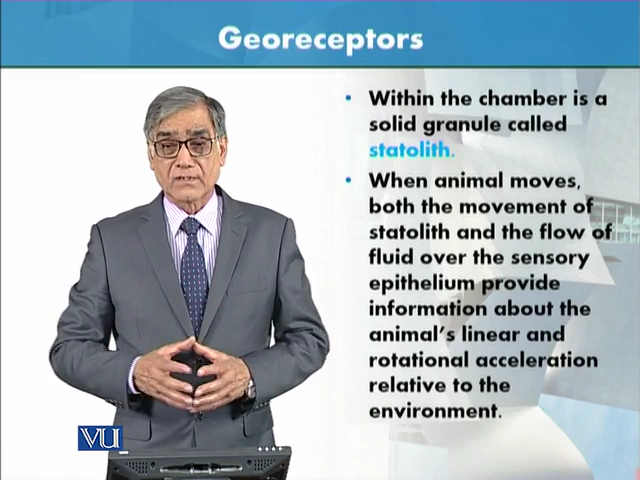 Georeceptors
• Within the chamber is a
solid granule called
statolith.
• When animal moves,
both the movement of
statolith and the flow of
fluid over the sensory
epithelium provide
information about the
animal's linear and
rotational acceleration
relative to the
environment.
VU